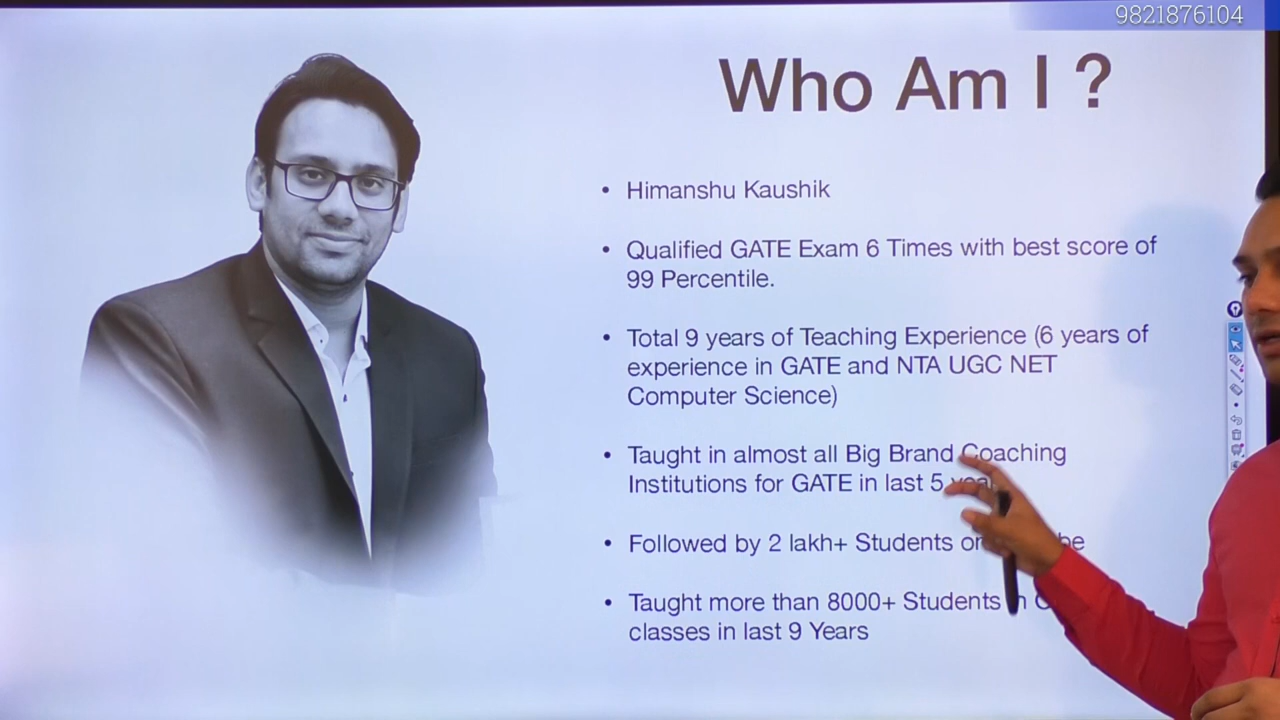 9821876104
Who Am I ?
• Himanshu Kaushik
• Qualified GATE Exam 6 Times with best score of
99 Percentile.
• Total 9 years of Teaching Experience (6 years of
experience in GATE and NTA UGC NET
Computer Science)
• Taught in almost all Big Brand Coaching
Institutions for GATE in last 5
• Followed by 2 lakh+ Students
• Taught more than 8000+ Students
classes in last 9 Years